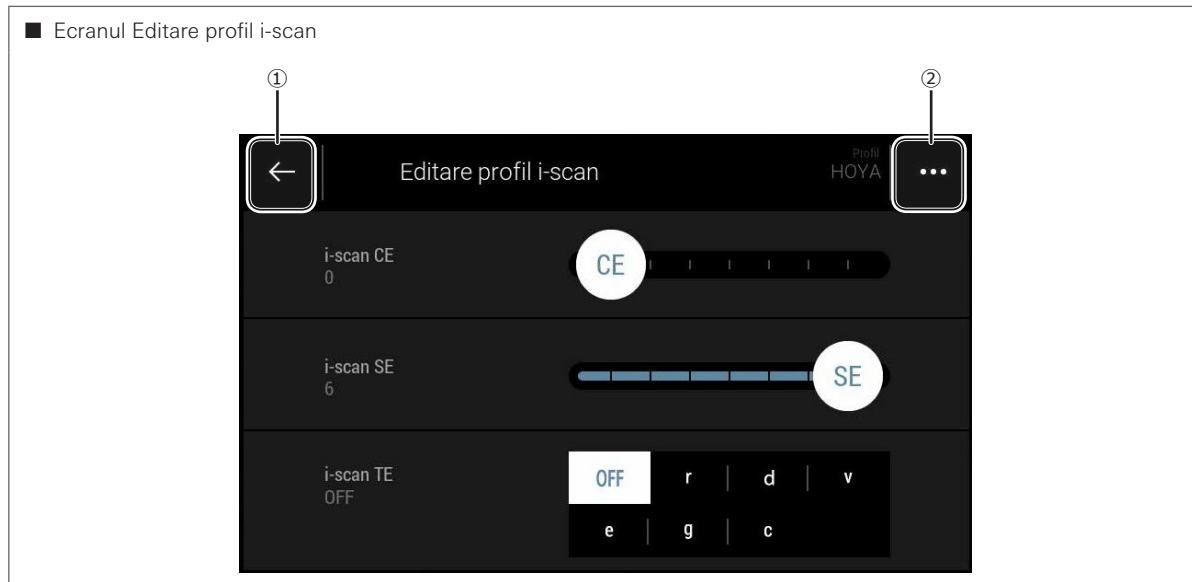 ■ Ecranul Editare profil i-scan
① ②
Editare profil i-scan
Profil
HOYA
i-scan CE
0
CE
i-scan SE
6
SE
i-scan TE
OFF
OFF r d v
e g c